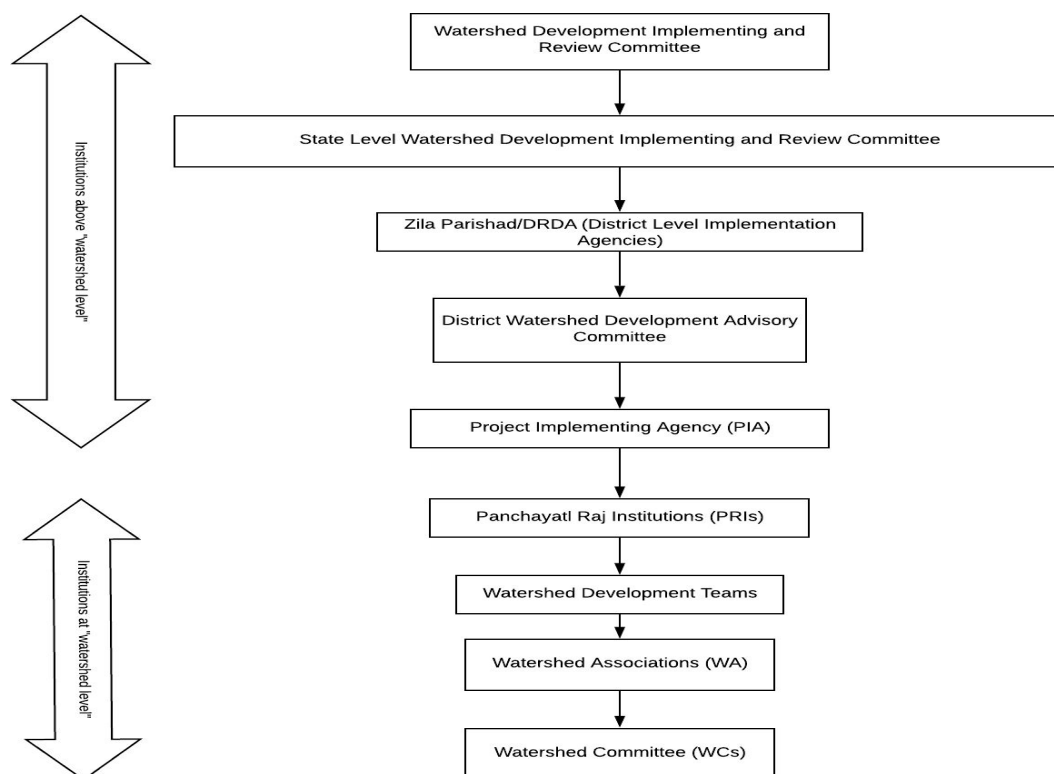 Watershed Development Implementing and
Review Committee
State Level Watershed Development Implementing and Review Committee
Zila Parishad/DRDA (District Level Implementation
Agencies)
District Watershed Development Advisory
Committee
Project Implementing Agency (PIA)
Institutions above "watershed level"
Panchayatl Raj Institutions (PRIs)
Watershed Development Teams
Watershed Associations (WA)
Watershed Committee (WCs)
Institutions at "watershed level"